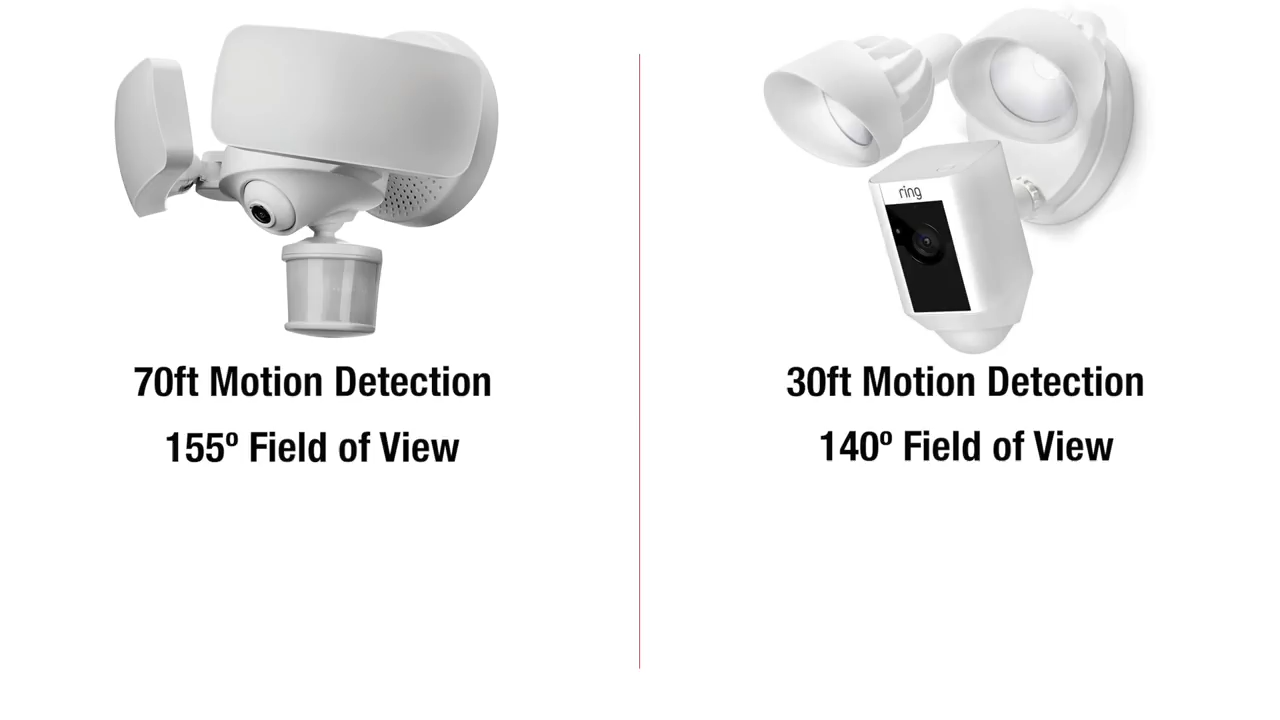 ring
70ft Motion Detection
155º Field of View
30ft Motion Detection
140º Field of View